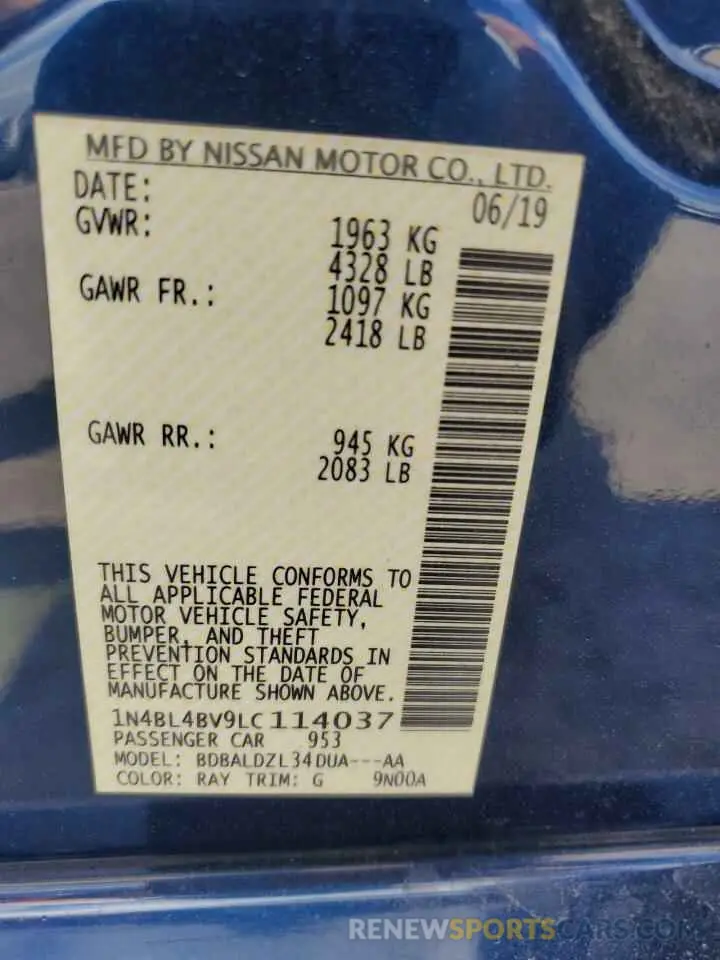 MFD BY NISSAN MOTOR CO., LTD.
DATE: 06/19
GVWR: 1963 KG
4328 LB
GAWR FR.: 1097 KG
2418 LB
GAWR RR.: 945 KG
2083 LB
THIS VEHICLE CONFORMS TO
ALL APPLICABLE FEDERAL
MOTOR VEHICLE SAFETY,
BUMPER, AND THEFT
PREVENTION STANDARDS IN
EFFECT ON THE DATE OF
MANUFACTURE SHOWN ABOVE.
1N4BL4BV9LC114037
PASSENGER CAR 953
MODEL: BDBALDZL34DUA---AA
COLOR: RAY TRIM: G 9N00A
RENEWSPORTSCARS.COM